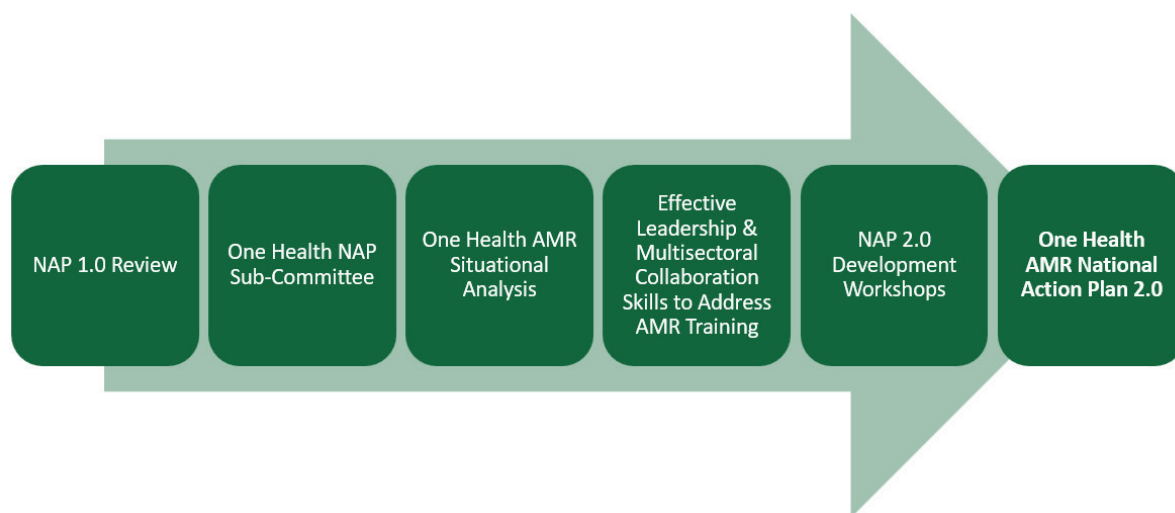 NAP 1.0 Review
One Health NAP
Sub-Committee
One Health AMR
Situational
Analysis
Effective
Leadership &
Multisectoral
Collaboration
Skills to Address
AMR Training
NAP 2.0
Development
Workshops
One Health
AMR National
Action Plan 2.0